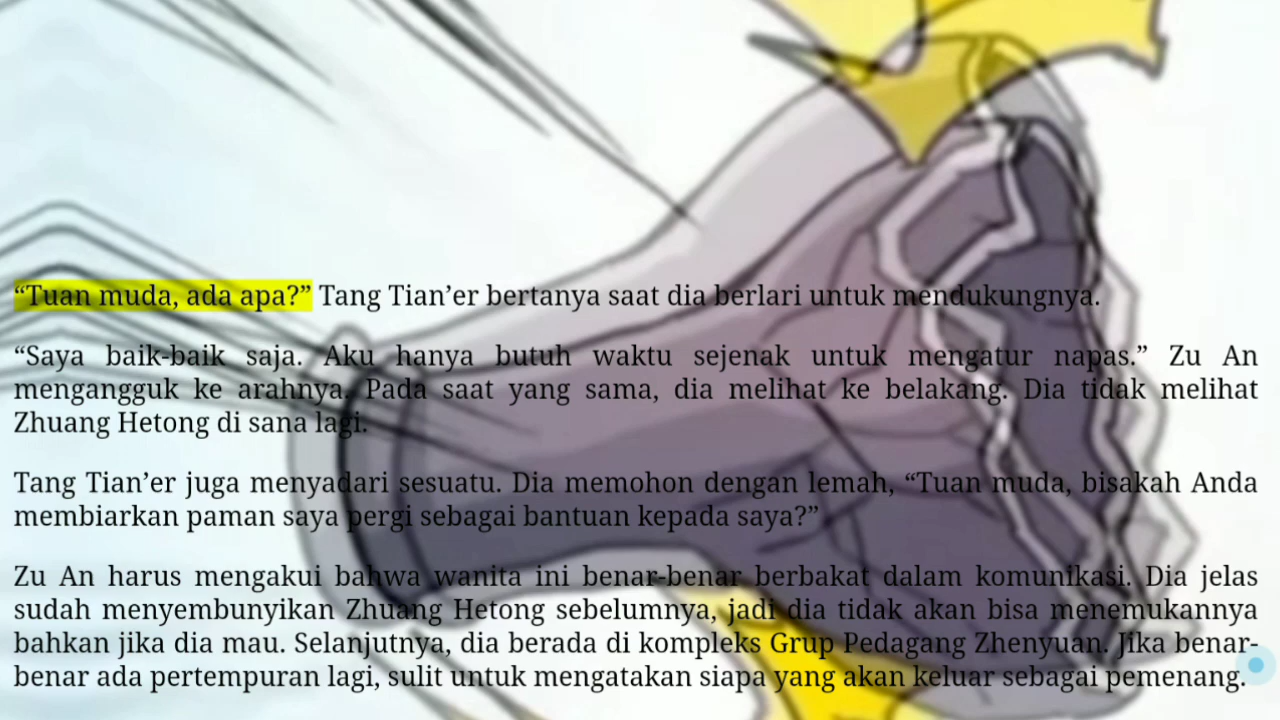 “Tuan muda, ada apa?” Tang Tian’er bertanya saat dia berlari untuk mendukungnya.
“Saya baik-baik saja. Aku hanya butuh waktu sejenak untuk mengatur napas.” Zu An
mengangguk ke arahnya. Pada saat yang sama, dia melihat ke belakang. Dia tidak melihat
Zhuang Hetong di sana lagi.
Tang Tian’er juga menyadari sesuatu. Dia memohon dengan lemah, “Tuan muda, bisakah Anda
membiarkan paman saya pergi sebagai bantuan kepada saya?”
Zu An harus mengakui bahwa wanita ini benar-benar berbakat dalam komunikasi. Dia jelas
sudah menyembunyikan Zhuang Hetong sebelumnya, jadi dia tidak akan bisa menemukannya
bahkan jika dia mau. Selanjutnya, dia berada di kompleks Grup Pedagang Zhenyuan. Jika benar-
benar ada pertempuran lagi, sulit untuk mengatakan siapa yang akan keluar sebagai pemenang.